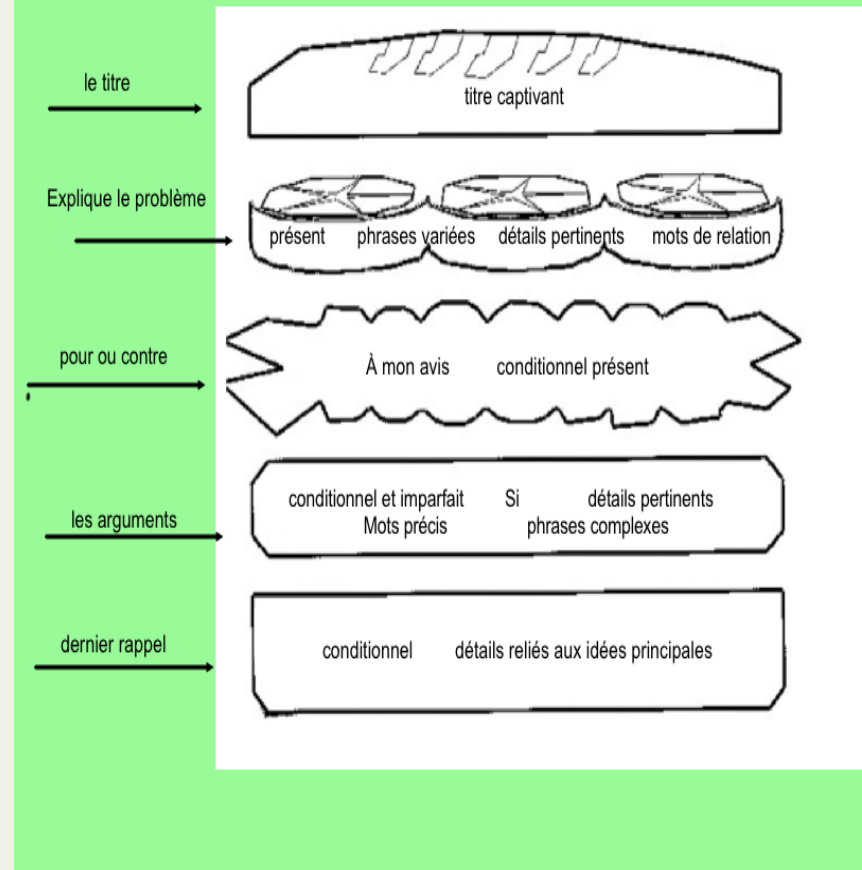 le titre
titre captivant
Explique le problème
présent phrases variées détails pertinents mots de relation
pour ou contre
À mon avis conditionnel présent
les arguments
conditionnel et imparfait Si détails pertinents
Mots précis phrases complexes
dernier rappel
conditionnel détails reliés aux idées principales